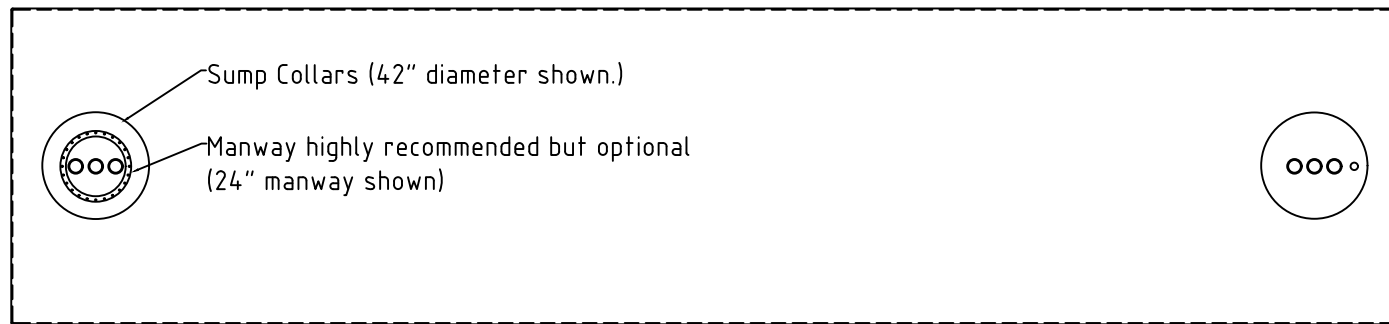 Sump Collars (42" diameter shown.)
Manway highly recommended but optional
(24" manway shown)